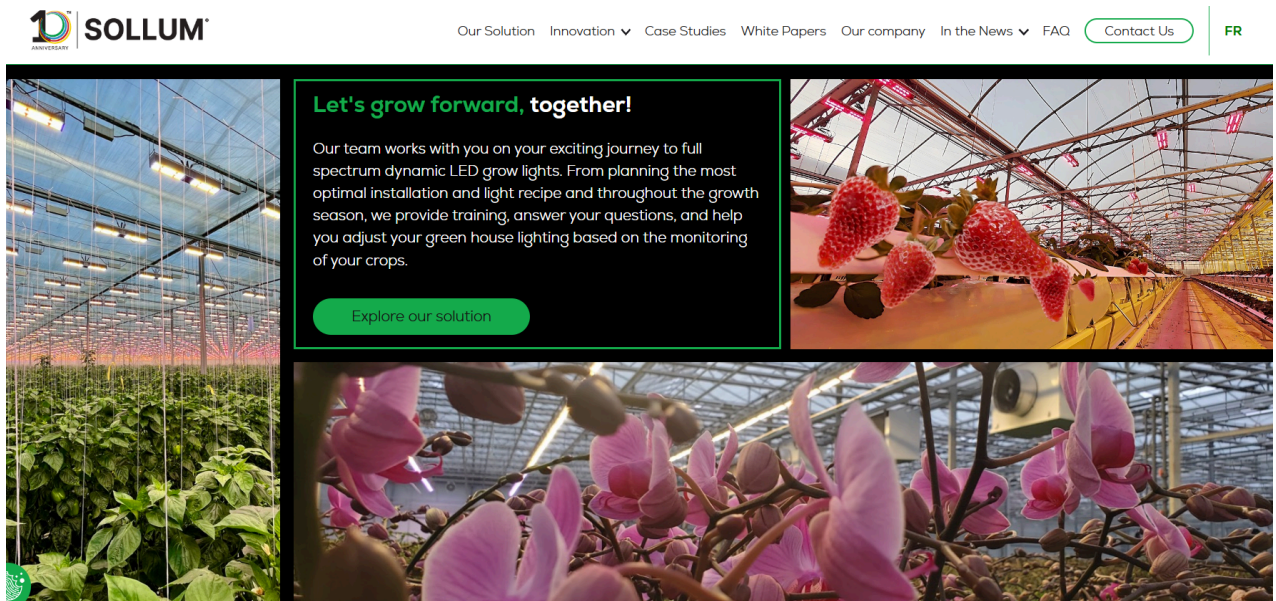 10
TM
ANNIVERSARY
SOLLUM®
Our Solution Innovation Case Studies White Papers Our company In the News FAQ Contact Us FR
Let's grow forward, together!
Our team works with you on your exciting journey to full
spectrum dynamic LED grow lights. From planning the most
optimal installation and light recipe and throughout the growth
season, we provide training, answer your questions, and help
you adjust your green house lighting based on the monitoring
of your crops.
Explore our solution